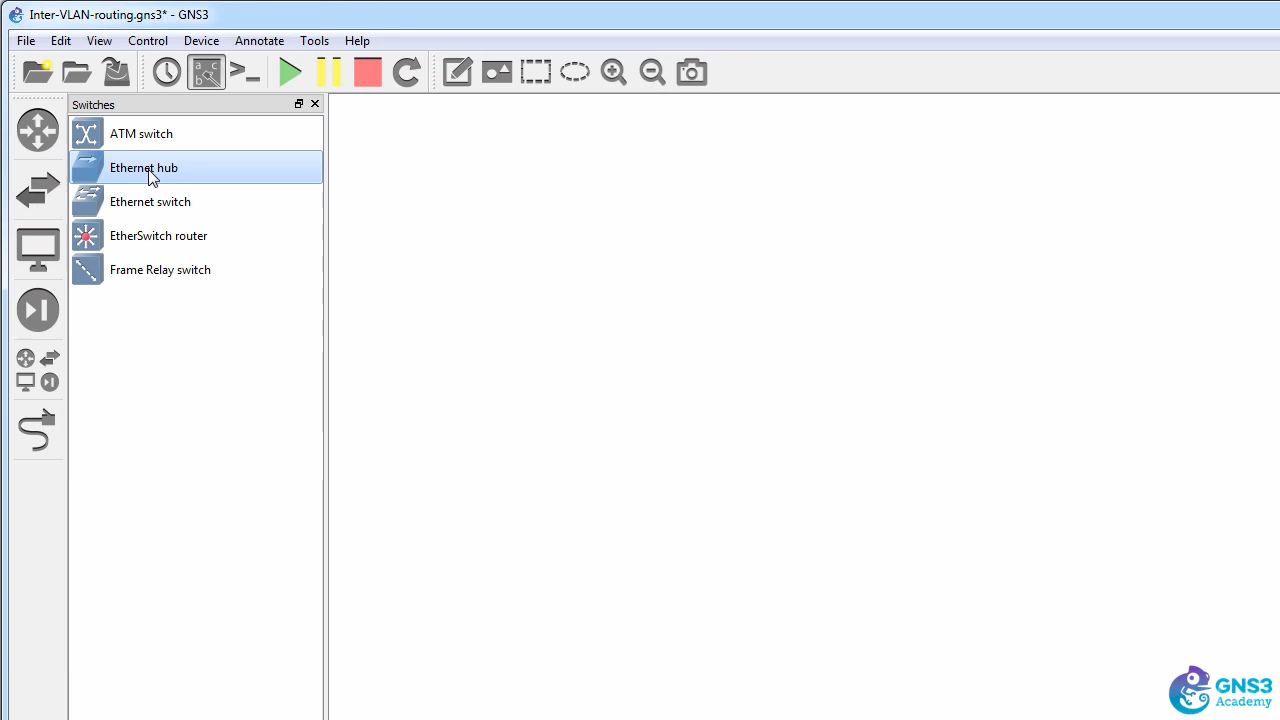 Inter-VLAN-routing.gns3* - GNS3
File Edit View Control Device Annotate Tools Help
a c
b
Switches
ATM switch
Ethernet hub
Ethernet switch
EtherSwitch router
Frame Relay switch
GNS3
Academy